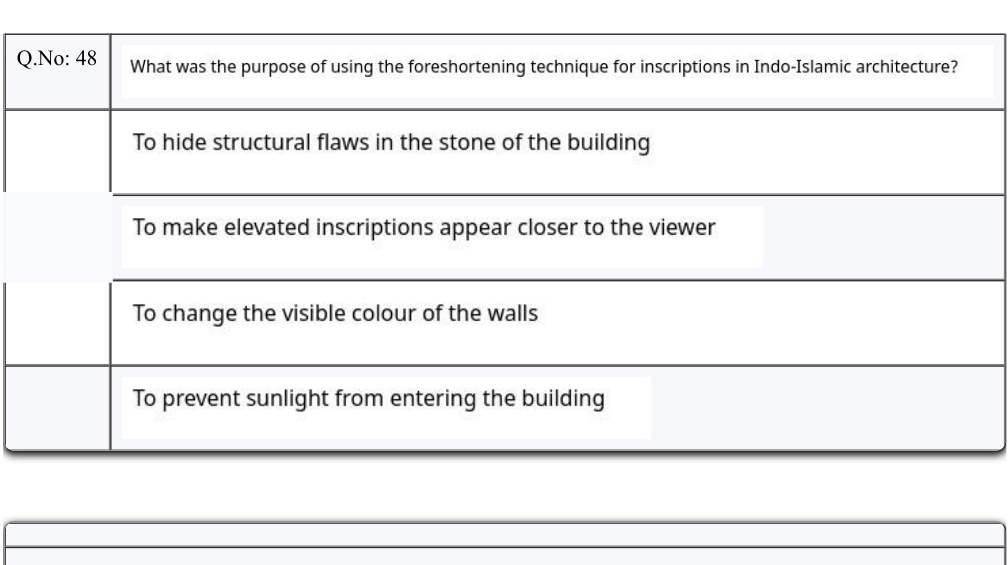 Q.No: 48
What was the purpose of using the foreshortening technique for inscriptions in Indo-Islamic architecture?
To hide structural flaws in the stone of the building
To make elevated inscriptions appear closer to the viewer
To change the visible colour of the walls
To prevent sunlight from entering the building